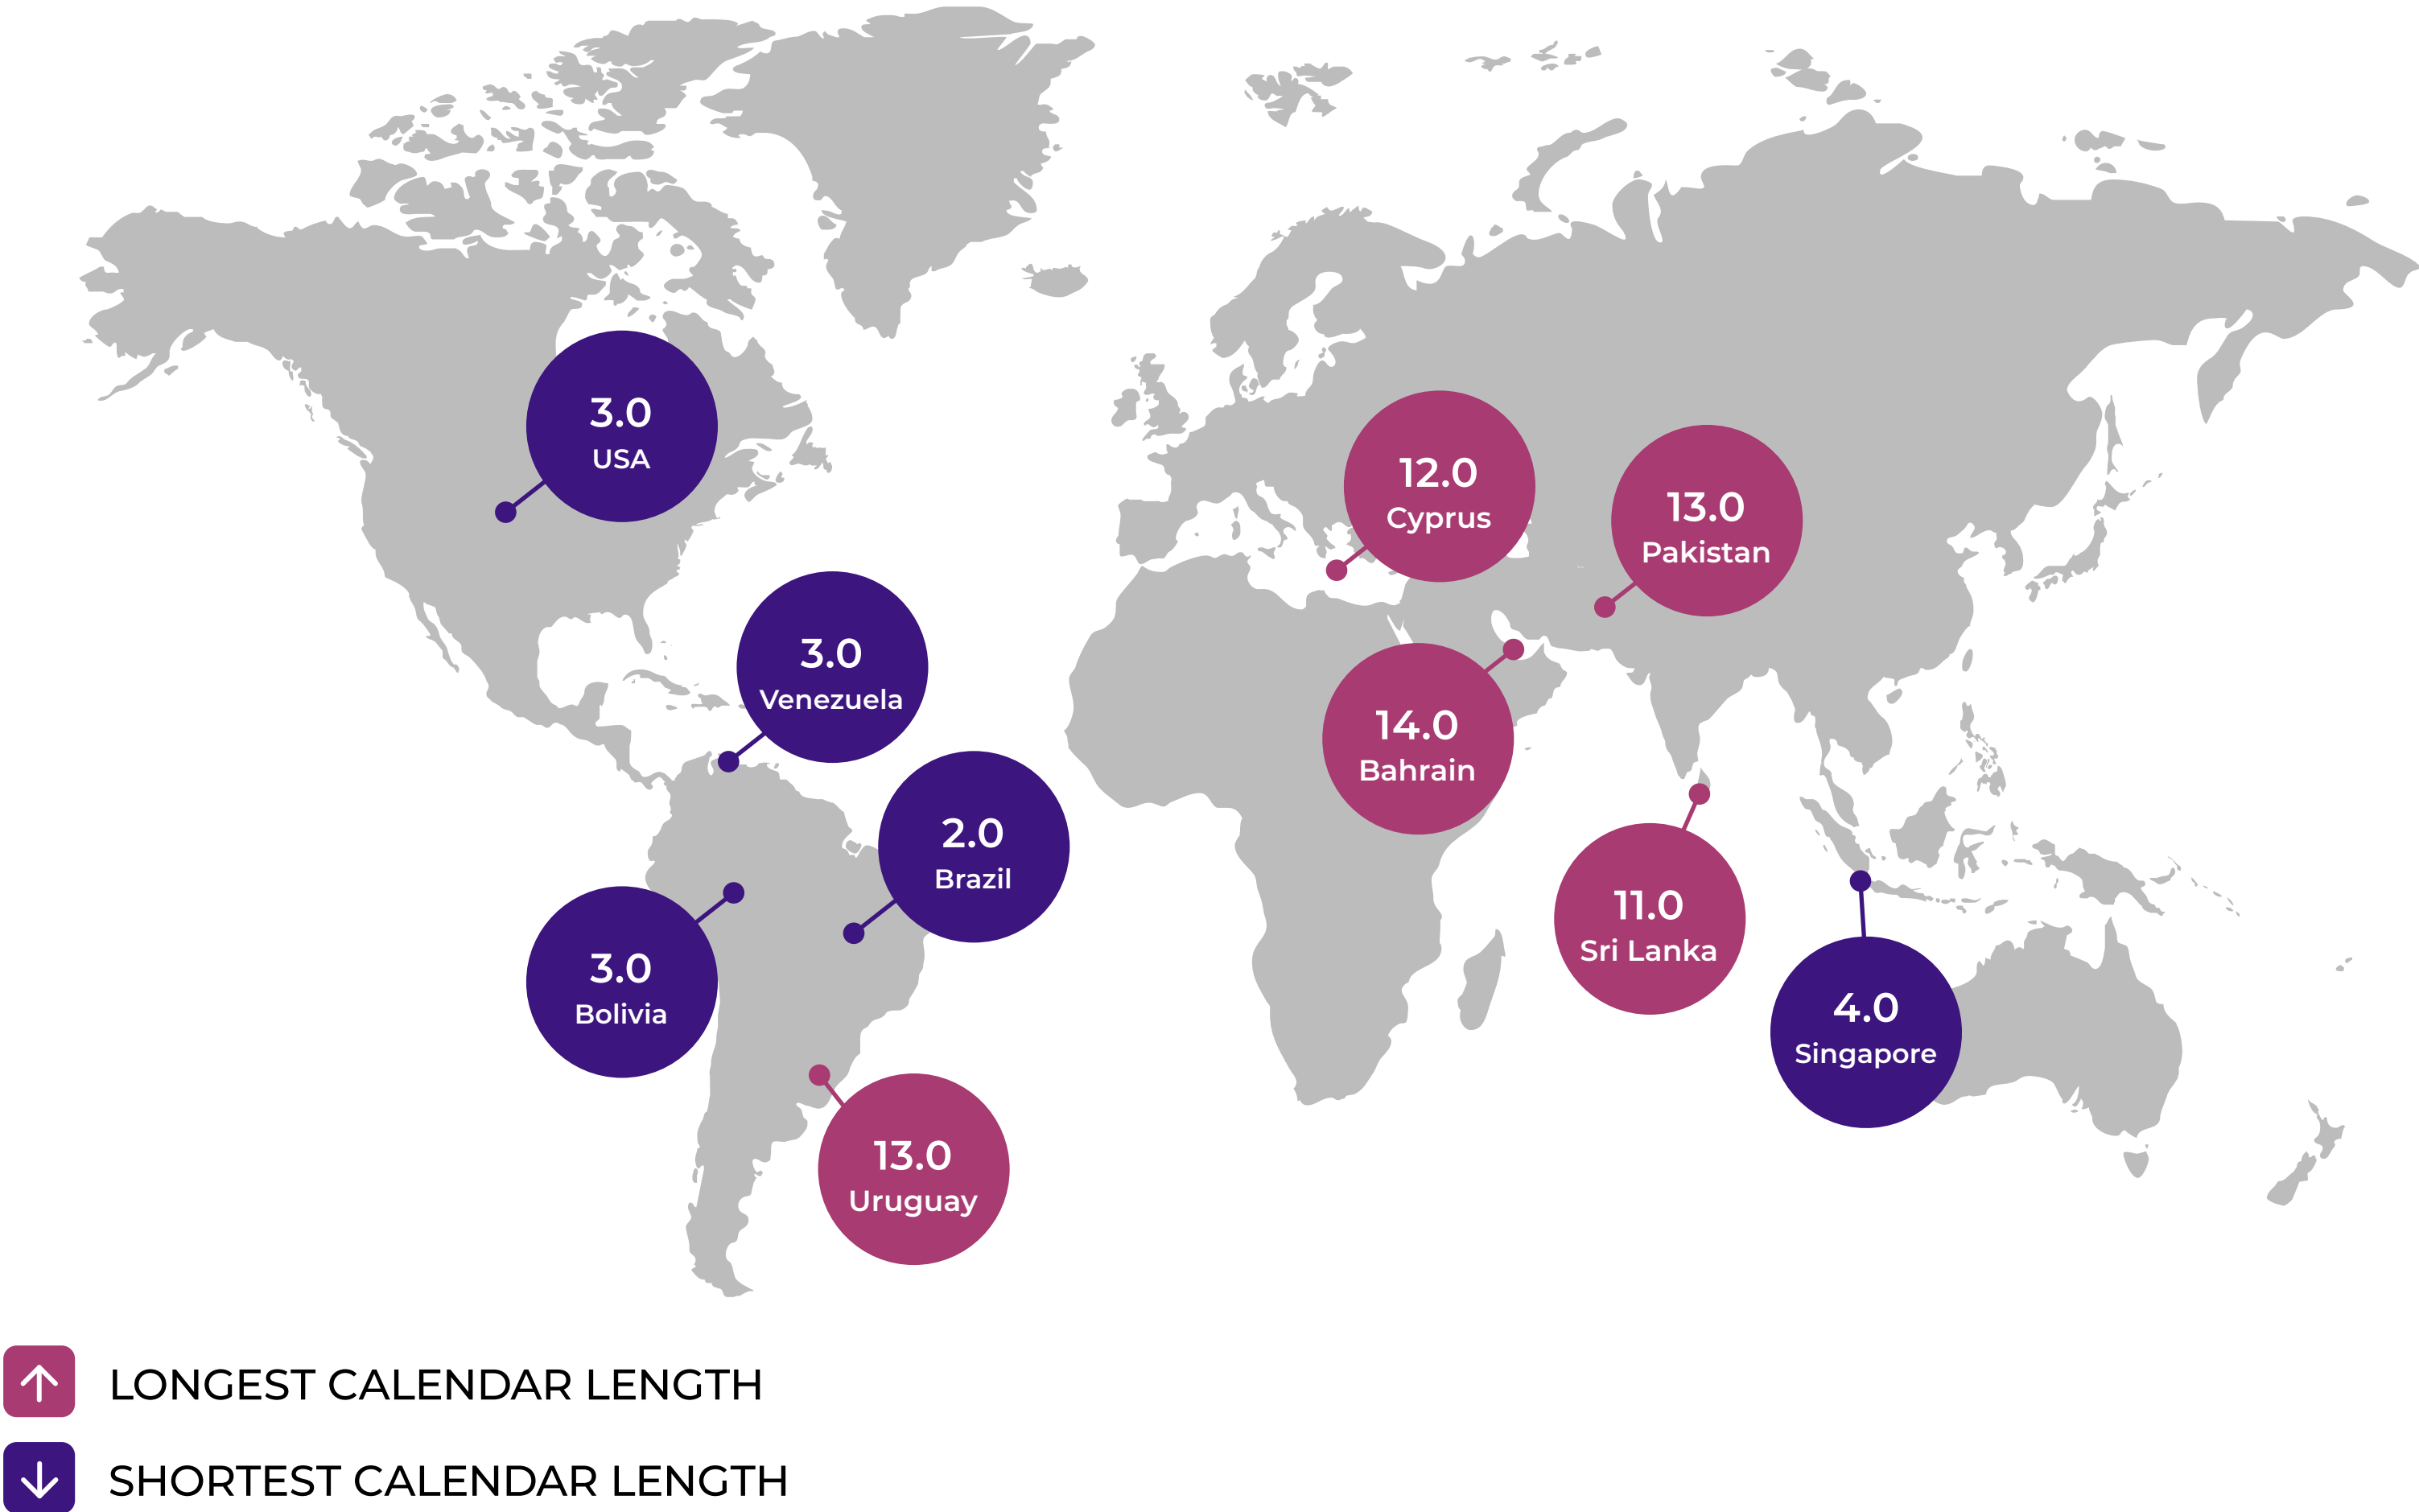 3.0
USA
12.0
Cyprus
13.0
Pakistan
3.0
Venezuela
14.0
Bahrain
2.0
Brazil
11.0
Sri Lanka
3.0
Bolivia
4.0
Singapore
13.0
Uruguay
LONGEST CALENDAR LENGTH
SHORTEST CALENDAR LENGTH